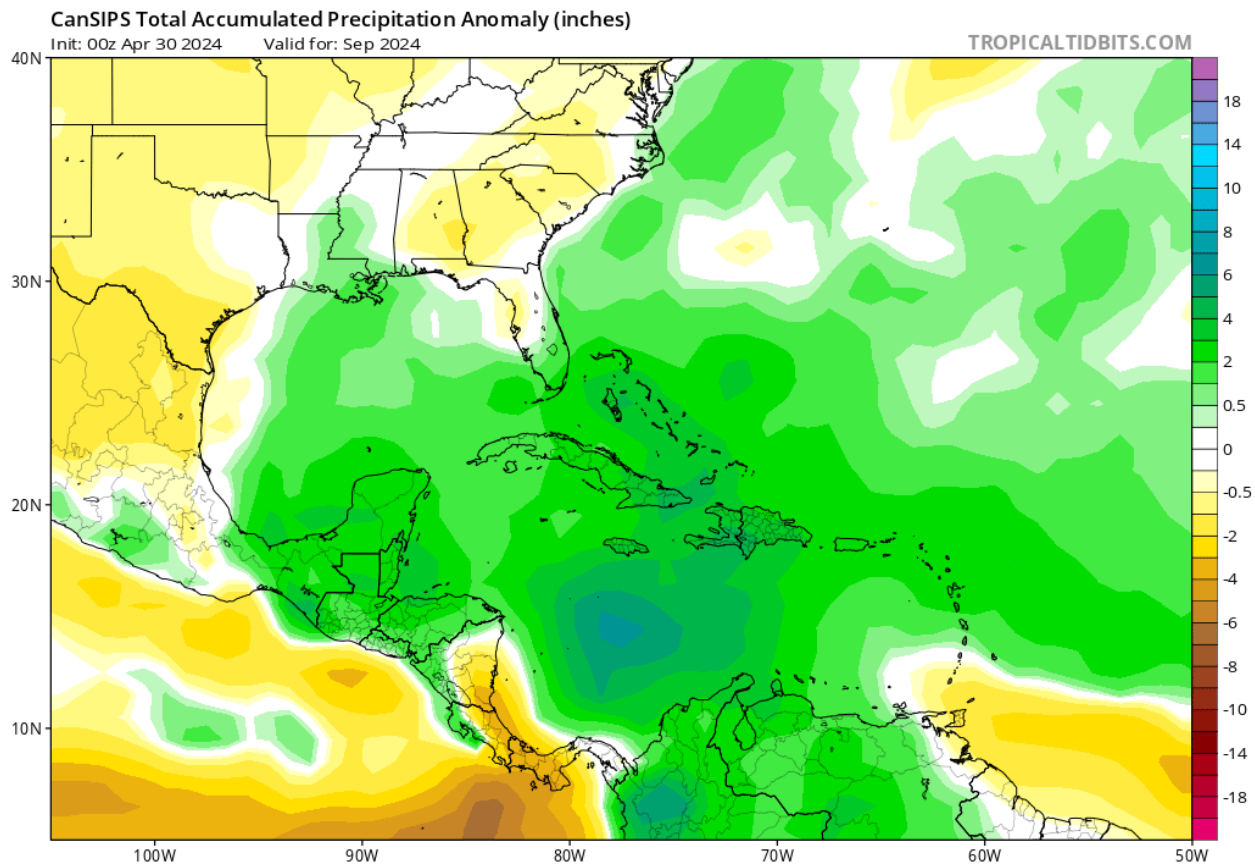 CanSIPS Total Accumulated Precipitation Anomaly (inches)
Init: 00z Apr 30 2024 Valid for: Sep 2024
TROPICALTIDBITS.COM
40N
30N
20N
10N
100W
90W
80W
70W
60W
50W
18
14
10
8
6
4
2
0.5
0
-0.5
-2
-4
-6
-8
-10
-14
-18